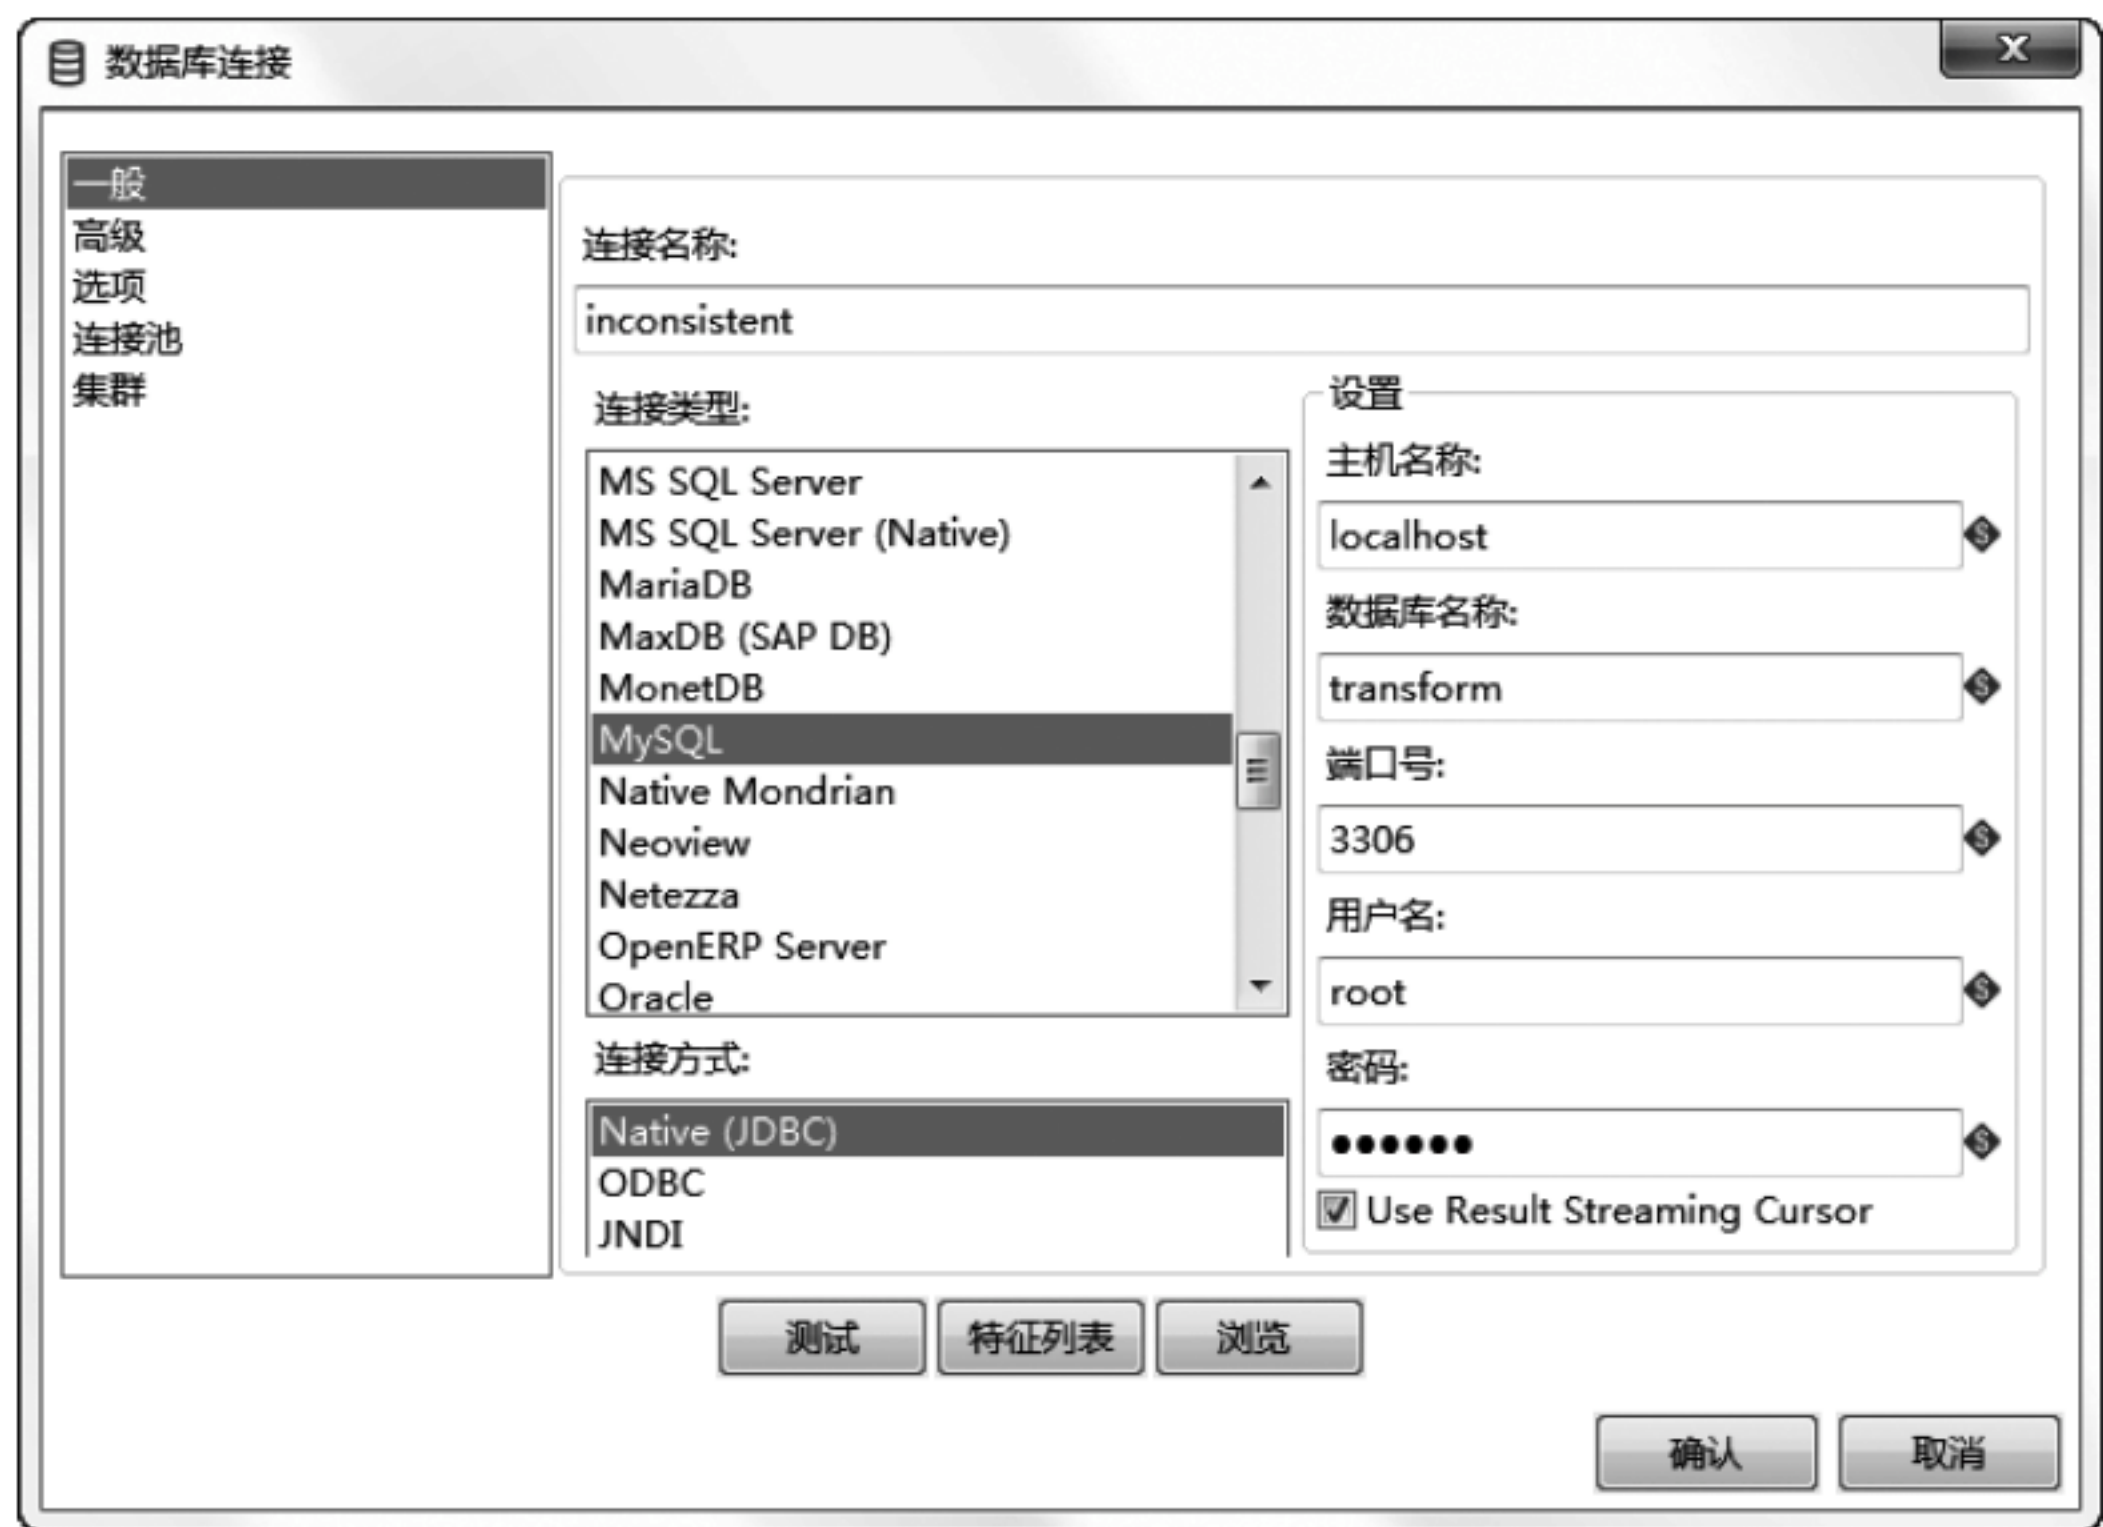 数据库连接
x
一般
高级
选项
连接池
集群
连接名称:
inconsistent
连接类型:
MS SQL Server
MS SQL Server (Native)
MariaDB
MaxDB (SAP DB)
MonetDB
MySQL
Native Mondrian
Neoview
Netezza
OpenERP Server
Oracle
连接方式:
Native (JDBC)
ODBC
JNDI
设置
主机名称:
localhost
数据库名称:
transform
端口号:
3306
用户名:
root
密码:
●●●●●●
Use Result Streaming Cursor
测试
特征列表
浏览
确认
取消